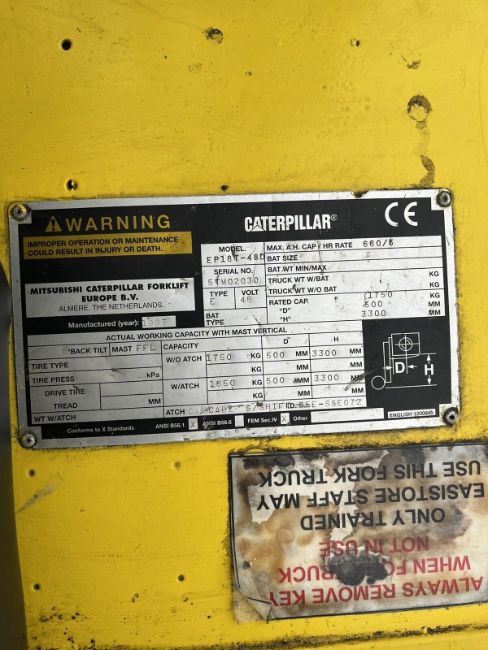 WARNING
IMPROPER OPERATION OR MAINTENANCE
COULD RESULT IN INJURY OR DEATH.
MITSUBISHI CATERPILLAR FORKLIFT
EUROPE B.V.
ALMERE THE NETHERLANDS.
Manufactured (year):
CATERPILLAR®
CE
MODEL. EP18T-48D
SERIAL NO. 5TM02030
TYPE E VOLT 48
BAT TYPE
MAX. A.H. CAP / HR RATE 660/5
BAT SIZE
BAT. WT MIN/MAX KG
TRUCK WT W/BAT KG
TRUCK WT W/O BAT KG
RATED CAP. 1750 KG
"D" 500 MM
"H" 3300 MM
ACTUAL WORKING CAPACITY WITH MAST VERTICAL
BACK TILT MAST FFL CAPACITY D H
TIRE TYPE W/O ATCH 1750 KG 500 MM 3300 MM
TIRE PRESS kPa
DRIVE TIRE W/ATCH 1650 KG 500 MM 3300 MM
TREAD MM
WT W/WATCH ATCH
D H
Conforms to X Standards ANSI B56.1 X ANSI B56.5 FEM Sec.IV X Other
ENGLISH
ALWAYS REMOVE KEY
WHEN TRUCK
NOT IN USE
ONLY TRAINED
EASISTORE STAFF MAY
USE THIS FORK TRUCK